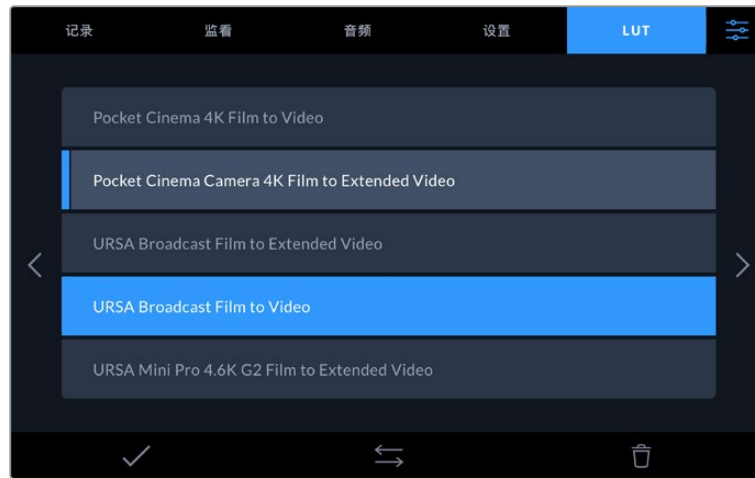 记录 监看 音频 设置 LUT
Pocket Cinema 4K Film to Video
Pocket Cinema Camera 4K Film to Extended Video
URSA Broadcast Film to Extended Video
URSA Broadcast Film to Video
URSA Mini Pro 4.6K G2 Film to Extended Video